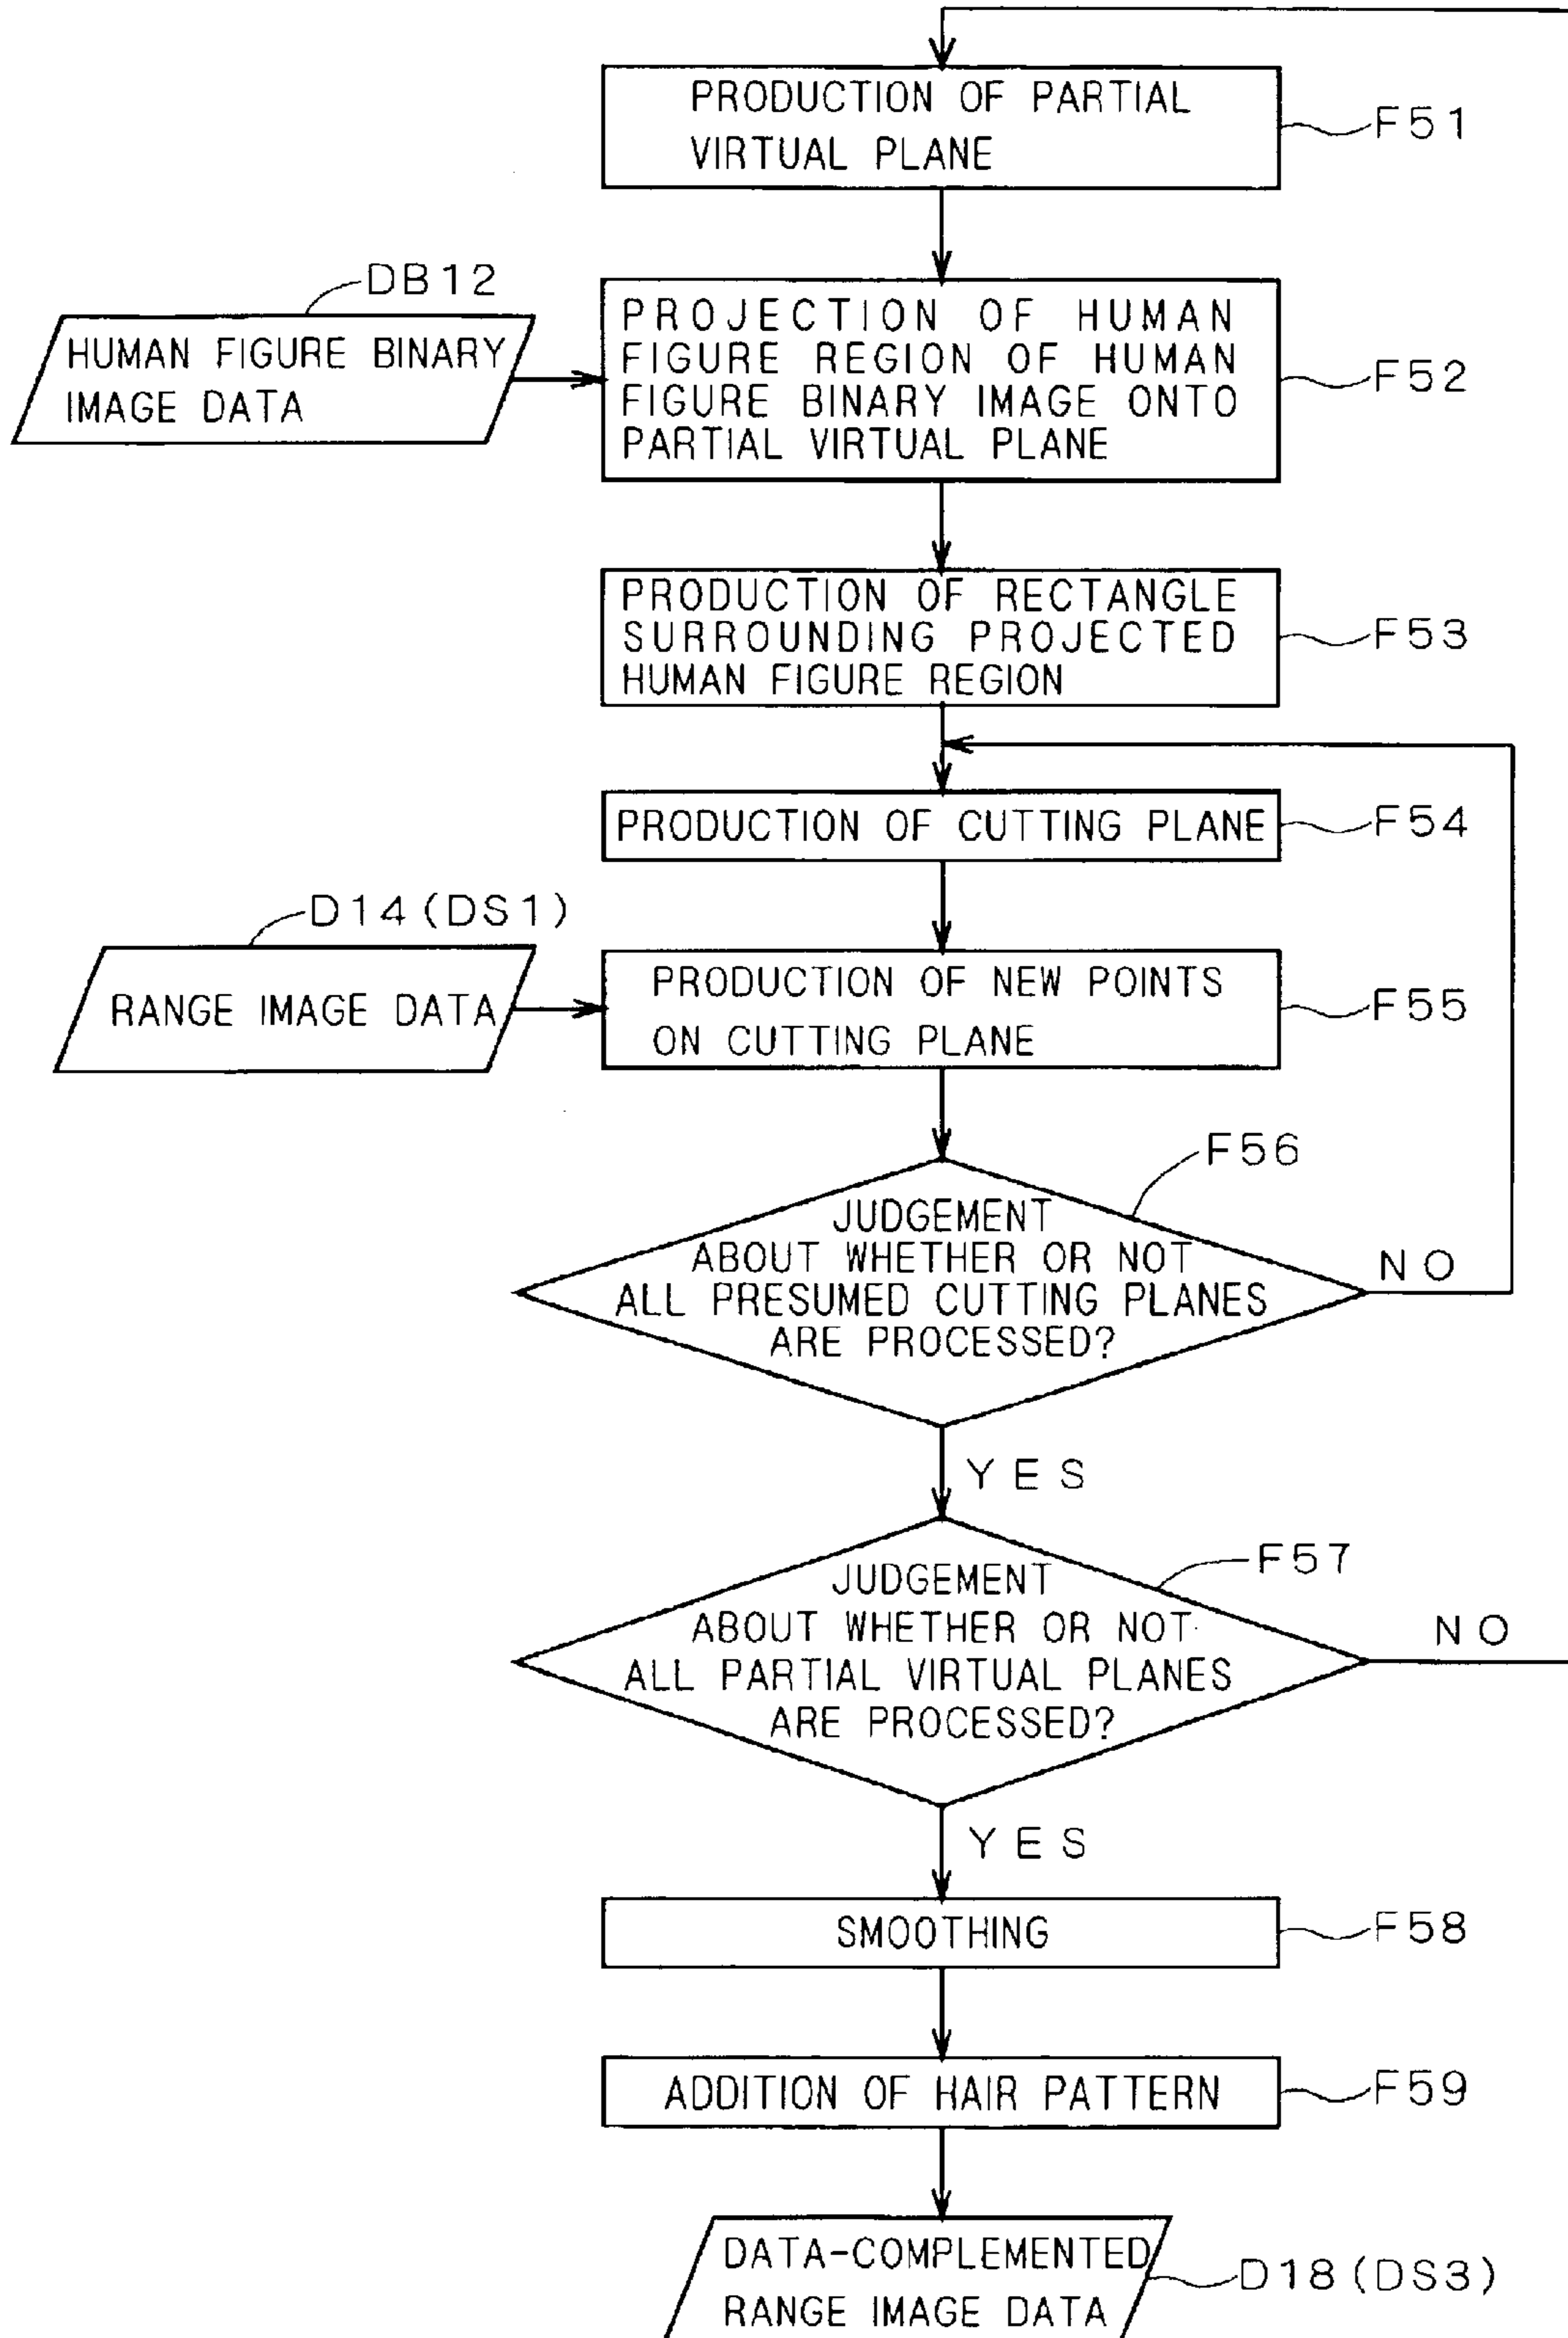 PRODUCTION OF PARTIAL
VIRTUAL PLANE
F51
DB12
HUMAN FIGURE BINARY
IMAGE DATA
PROJECTION OF HUMAN
FIGURE REGION OF HUMAN
FIGURE BINARY IMAGE ONTO
PARTIAL VIRTUAL PLANE
F52
PRODUCTION OF RECTANGLE
SURROUNDING PROJECTED
HUMAN FIGURE REGION
F53
PRODUCTION OF CUTTING PLANE
F54
D14(DS1)
RANGE IMAGE DATA
PRODUCTION OF NEW POINTS
ON CUTTING PLANE
F55
F56
JUDGEMENT
ABOUT WHETHER OR NOT
ALL PRESUMED CUTTING PLANES
ARE PROCESSED?
NO
YES
F57
JUDGEMENT
ABOUT WHETHER OR NOT
ALL PARTIAL VIRTUAL PLANES
ARE PROCESSED?
NO
YES
SMOOTHING
F58
ADDITION OF HAIR PATTERN
F59
DATA-COMPLEMENTED
RANGE IMAGE DATA
D18(DS3)